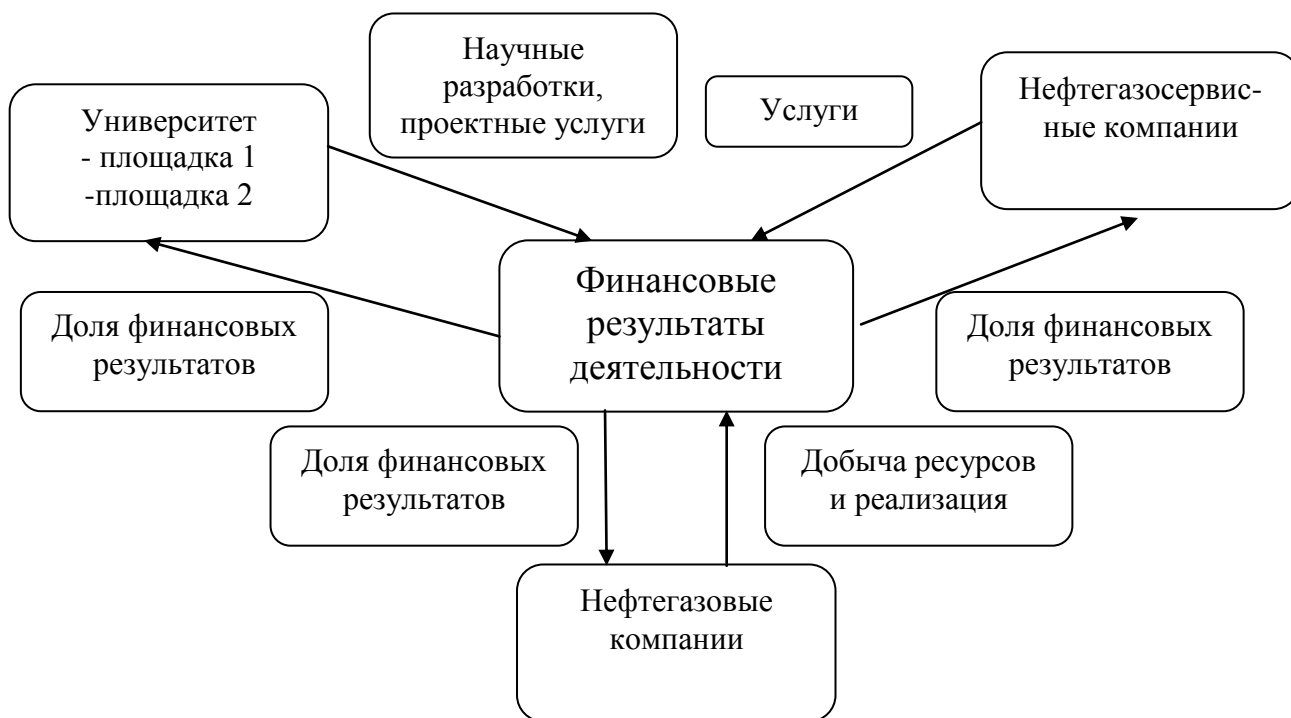 Научные
разработки,
проектные услуги
Услуги
Нефтегазосервис-
ные компании
Университет
- площадка 1
-площадка 2
Финансовые
результаты
деятельности
Доля финансовых
результатов
Доля финансовых
результатов
Доля финансовых
результатов
Добыча ресурсов
и реализация
Нефтегазовые
компании